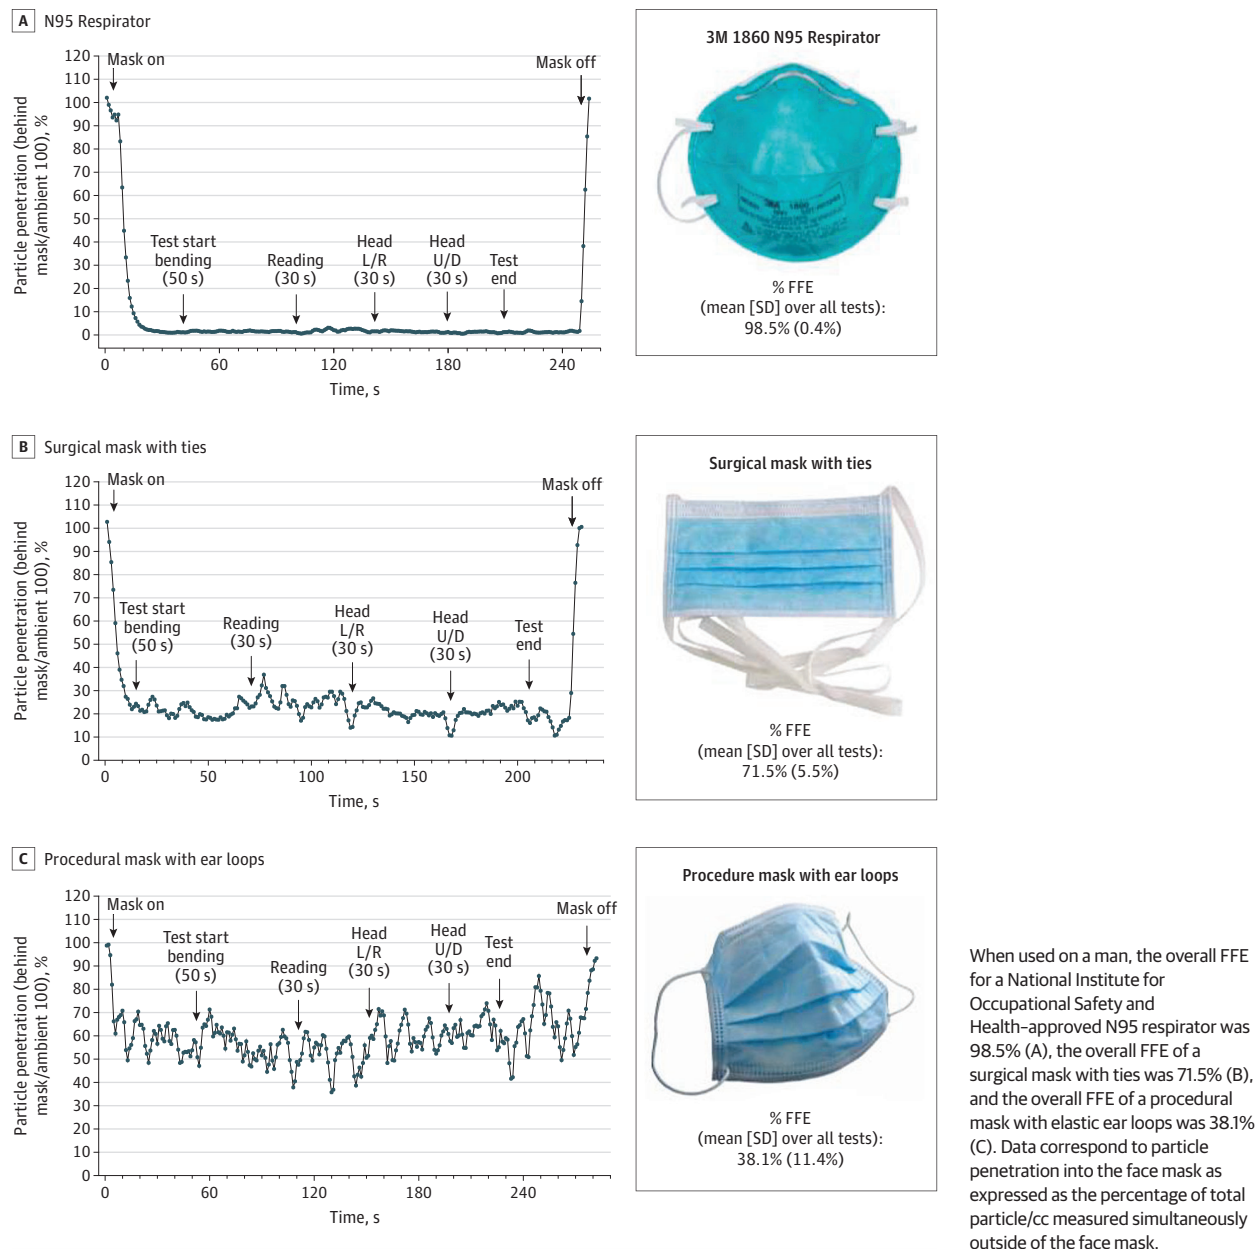 A N95 Respirator
120
110
100
90
80
70
60
50
40
30
20
10
0
Particle penetration (behind
mask/ambient 100), %
Mask on
Test start
bending
(50 s)
Reading
(30 s)
Head
L/R
(30 s)
Head
U/D
(30 s)
Test
end
Mask off
0 60 120 180 240
Time, s
3M 1860 N95 Respirator
3M 1860
% FFE
(mean [SD] over all tests):
98.5% (0.4%)
B Surgical mask with ties
120
110
100
90
80
70
60
50
40
30
20
10
0
Particle penetration (behind
mask/ambient 100), %
Mask on
Test start
bending
(50 s)
Reading
(30 s)
Head
L/R
(30 s)
Head
U/D
(30 s)
Test
end
Mask off
0 50 100 150 200
Time, s
Surgical mask with ties
% FFE
(mean [SD] over all tests):
71.5% (5.5%)
C Procedural mask with ear loops
120
110
100
90
80
70
60
50
40
30
20
10
0
Particle penetration (behind
mask/ambient 100), %
Mask on
Test start
bending
(50 s)
Reading
(30 s)
Head
L/R
(30 s)
Head
U/D
(30 s)
Test
end
Mask off
0 60 120 180 240
Time, s
Procedure mask with ear loops
% FFE
(mean [SD] over all tests):
38.1% (11.4%)
When used on a man, the overall FFE
for a National Institute for
Occupational Safety and
Health–approved N95 respirator was
98.5% (A), the overall FFE of a
surgical mask with ties was 71.5% (B),
and the overall FFE of a procedural
mask with elastic ear loops was 38.1%
(C). Data correspond to particle
penetration into the face mask as
expressed as the percentage of total
particle/cc measured simultaneously
outside of the face mask.